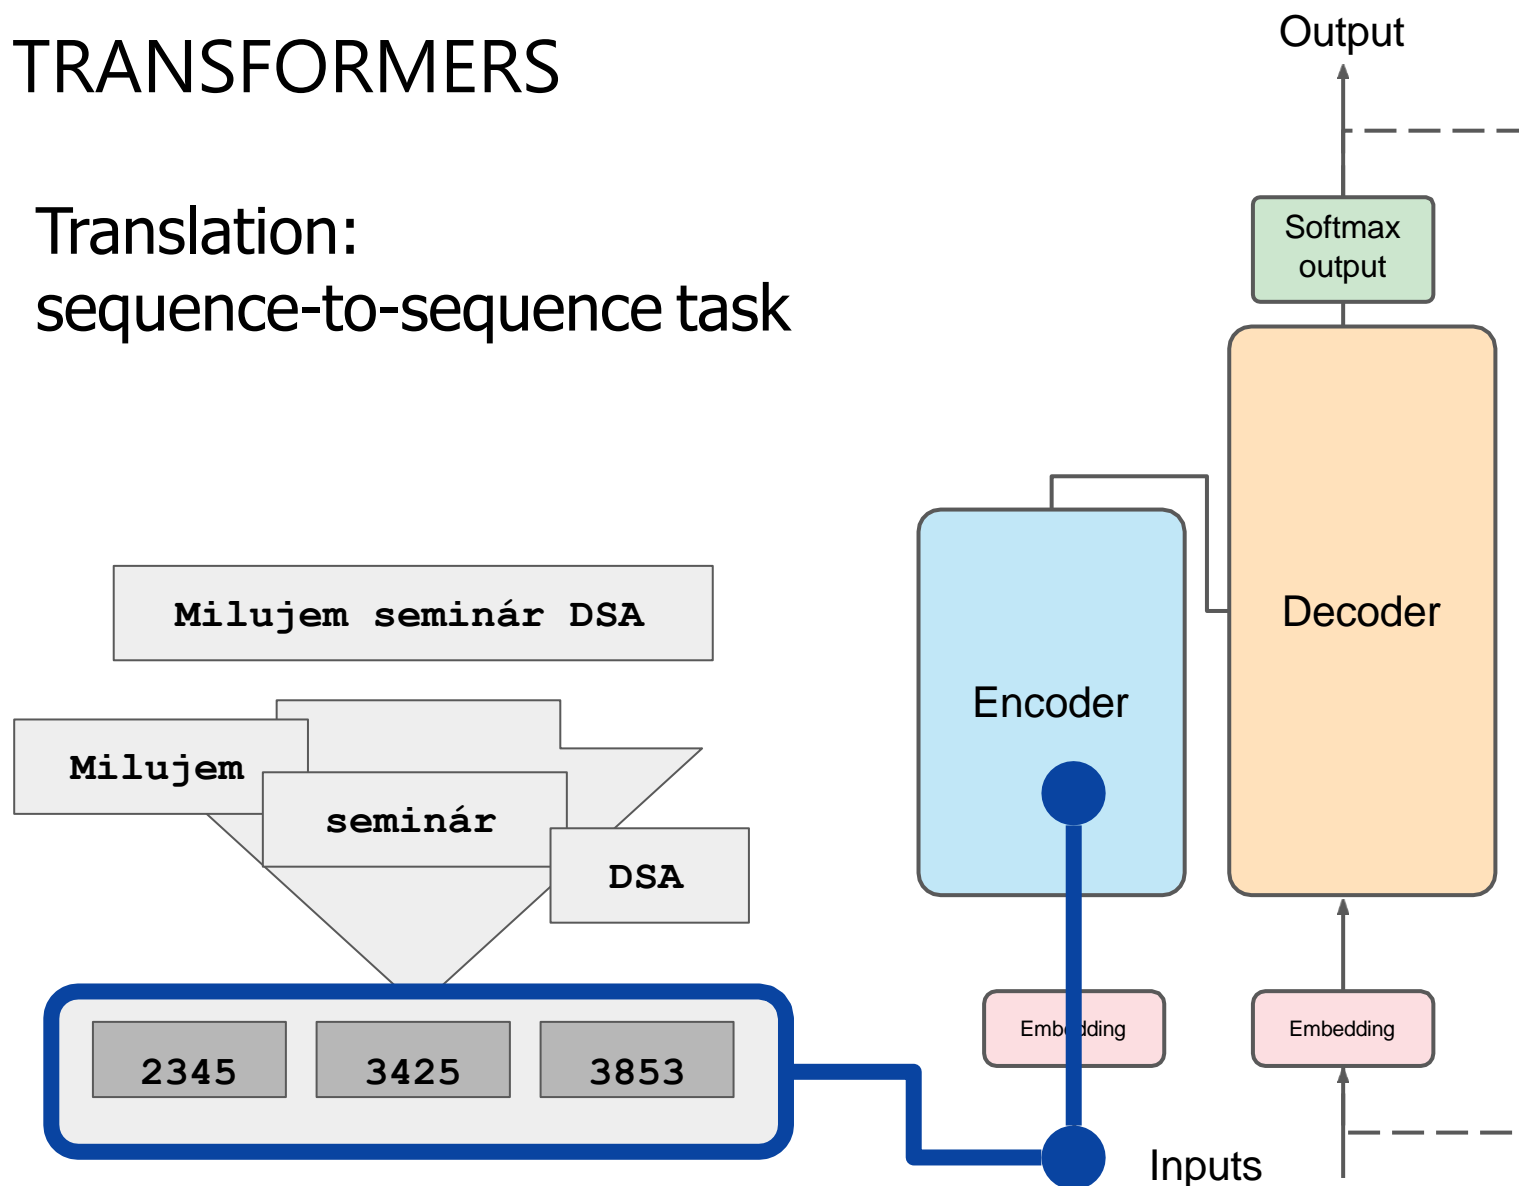 TRANSFORMERS
Translation:
sequence-to-sequence task
Milujem seminár DSA
Milujem
seminár
DSA
2345 3425 3853
Output
Softmax
output
Decoder
Encoder
Embedding
Embedding
Inputs